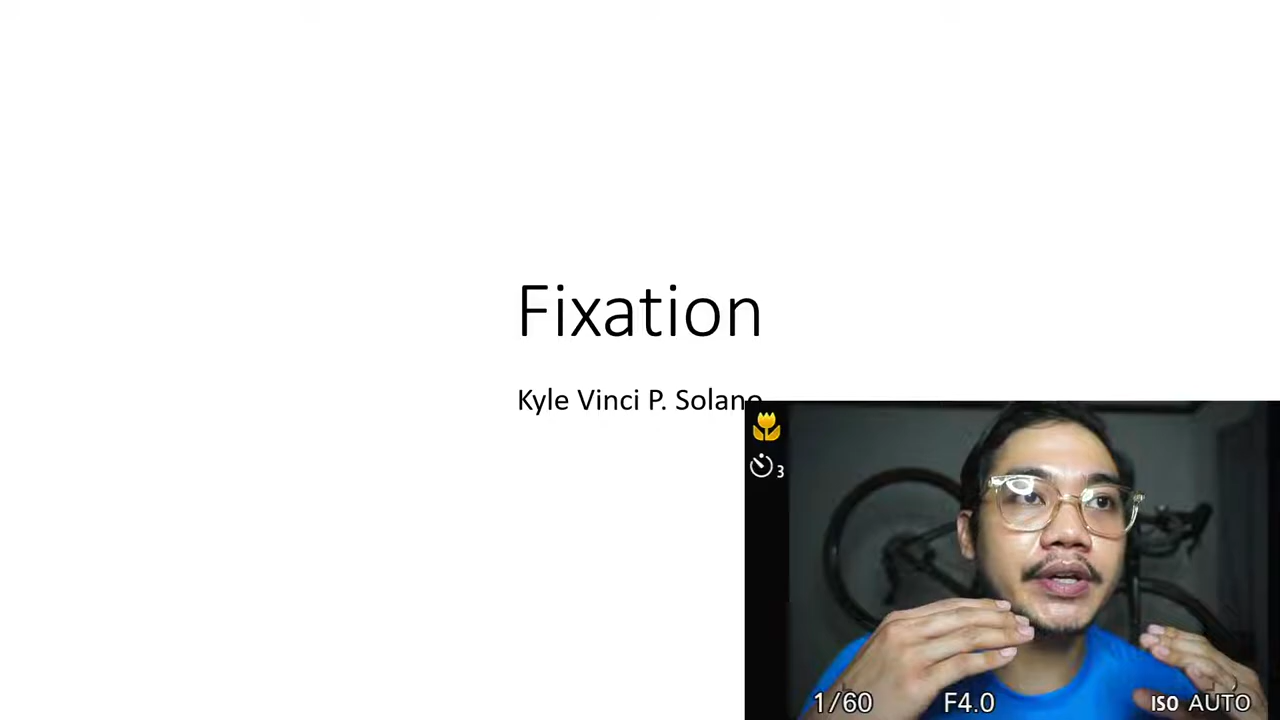 Fixation
Kyle Vinci P. Solano
3
1/60
F4.0
ISO AUTO